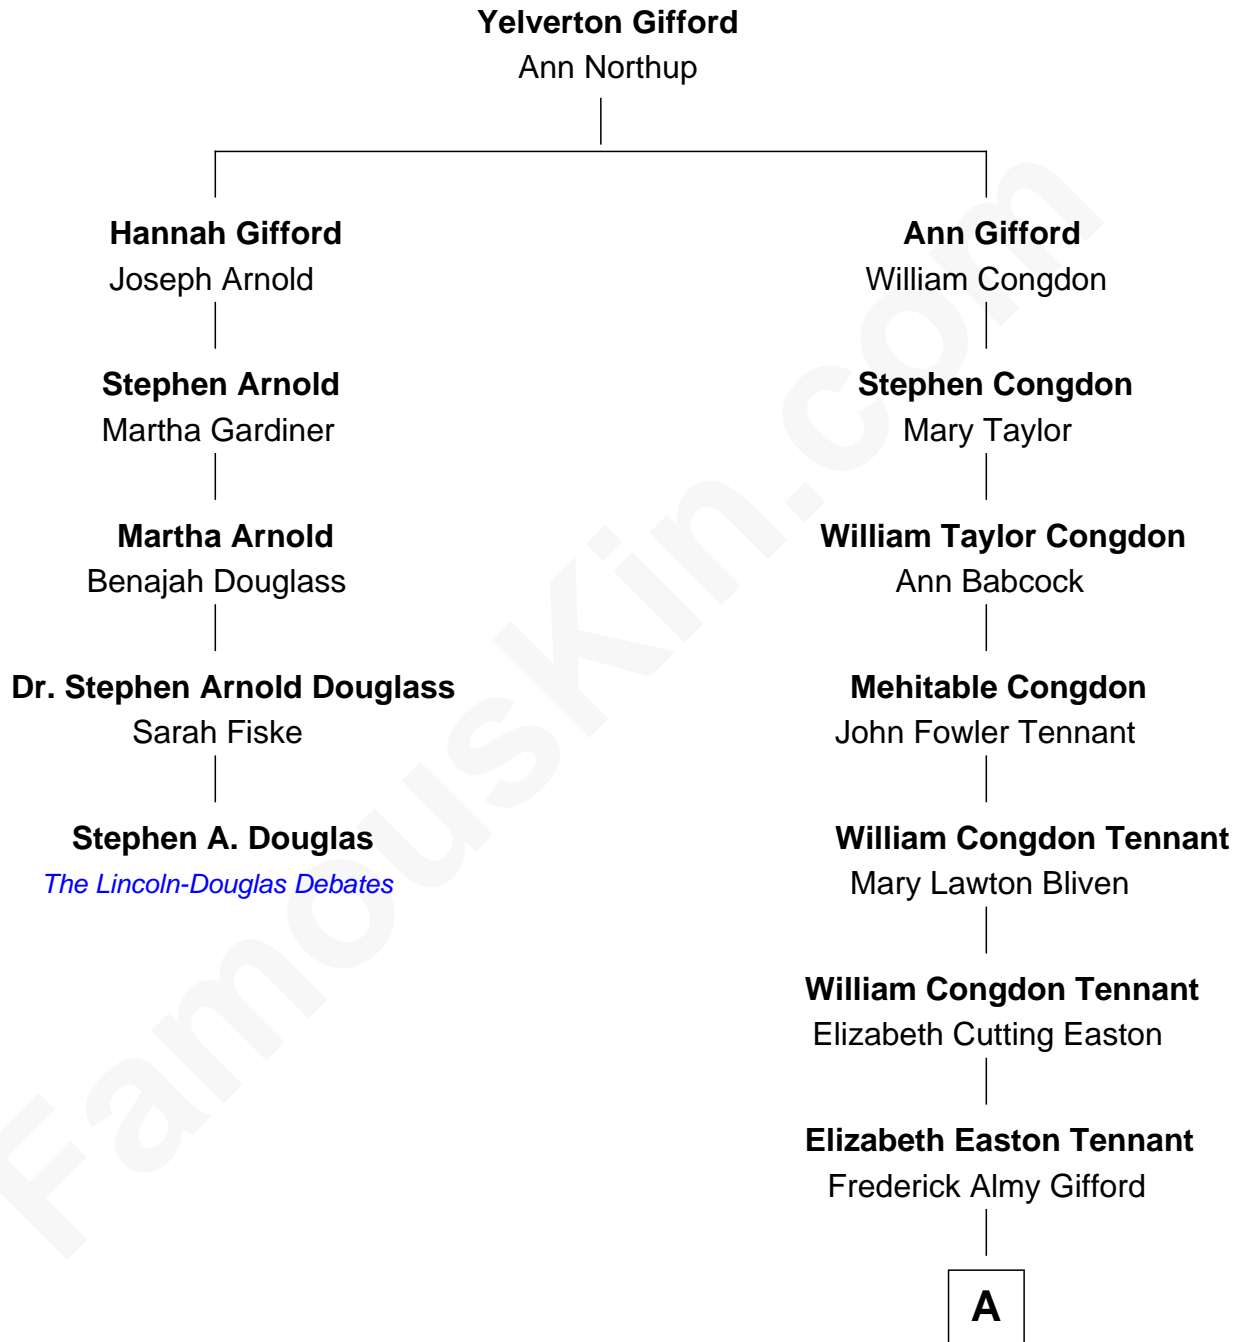 Yelverton Gifford
Ann Northup
Hannah Gifford
Joseph Arnold
Ann Gifford
William Congdon
Stephen Arnold
Martha Gardiner
Stephen Congdon
Mary Taylor
Martha Arnold
Benajah Douglass
William Taylor Congdon
Ann Babcock
Dr. Stephen Arnold Douglass
Sarah Fiske
Mehitable Congdon
John Fowler Tennant
Stephen A. Douglas
The Lincoln-Douglas Debates
William Congdon Tennant
Mary Lawton Bliven
William Congdon Tennant
Elizabeth Cutting Easton
Elizabeth Easton Tennant
Frederick Almy Gifford
A
FamousKin.com